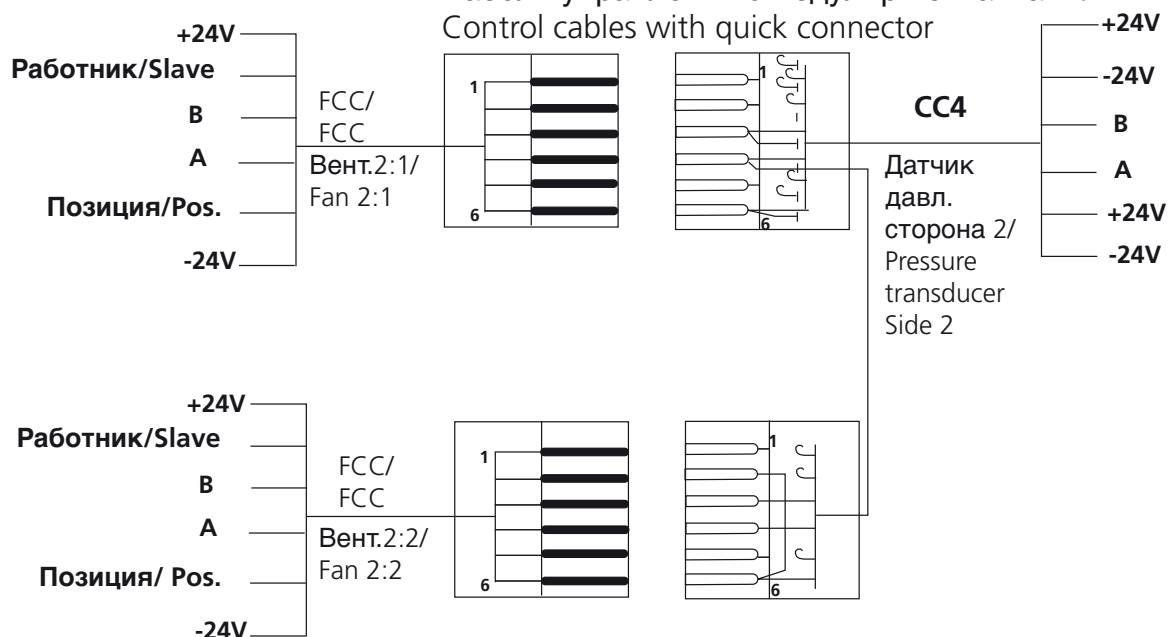 Control cables with quick connector
+24V
Работник/Slave
B
A
Позиция/Pos.
-24V
FCC/
FCC
Вент.2:1/
Fan 2:1
1
6
1
6
CC4
Датчик
давл.
сторона 2/
Pressure
transducer
Side 2
+24V
-24V
B
A
+24V
-24V
+24V
Работник/Slave
B
A
Позиция/ Pos.
-24V
FCC/
FCC
Вент.2:2/
Fan 2:2
1
6
1
6